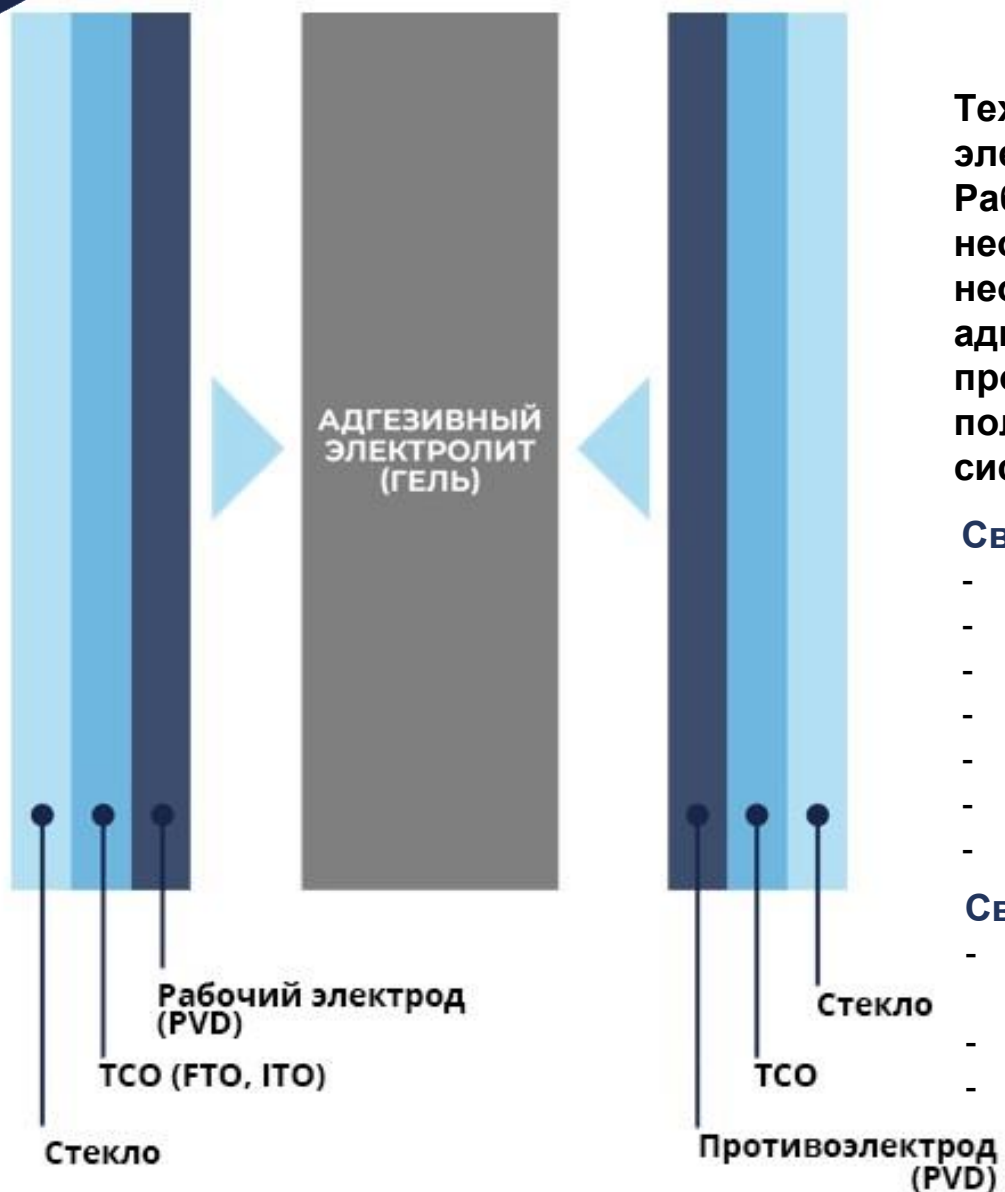 АДГЕЗИВНЫЙ
ЭЛЕКТРОЛИТ
(ГЕЛЬ)
Рабочий электрод
(PVD)
TCO (FTO, ITO)
Стекло
Стекло
TCO
Противоэлектрод
(PVD)
-
-
-
-
-
-
-
-
-
-